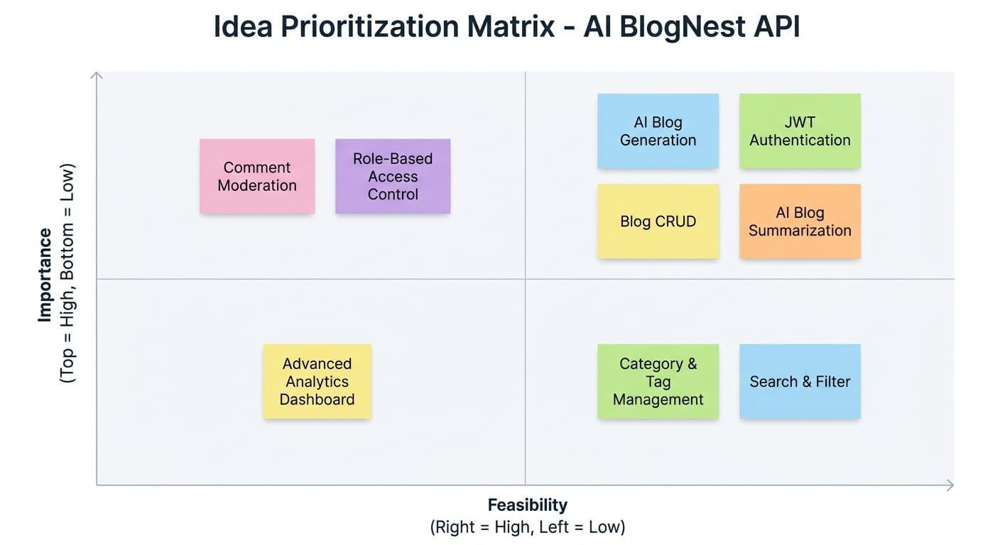 Idea Prioritization Matrix - AI BlogNest API
Importance
(Top = High, Bottom = Low)
Comment
Moderation
Role-Based
Access
Control
AI Blog
Generation
JWT
Authentication
Blog CRUD
AI Blog
Summarization
Advanced
Analytics
Dashboard
Category &
Tag
Management
Search & Filter
Feasibility
(Right = High, Left = Low)